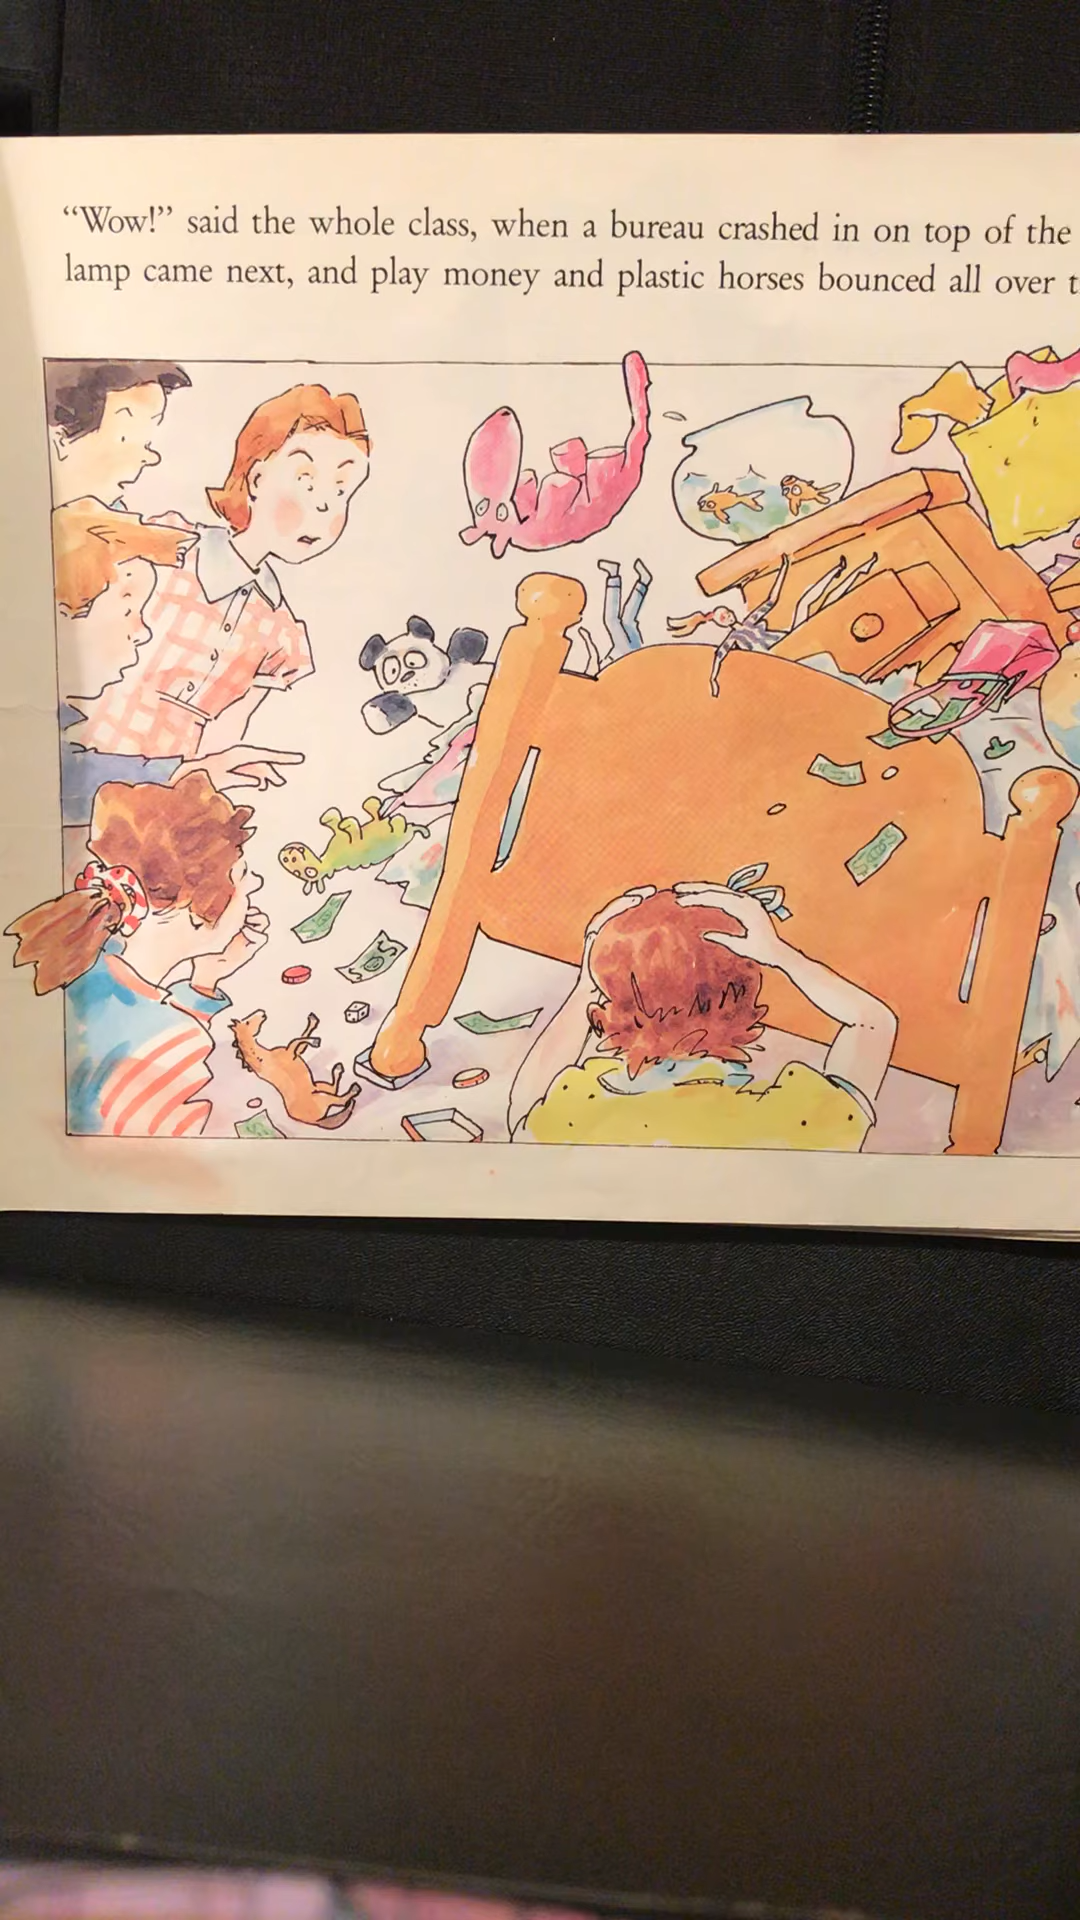 “Wow!” said the whole class, when a bureau crashed in on top of the
lamp came next, and play money and plastic horses bounced all over